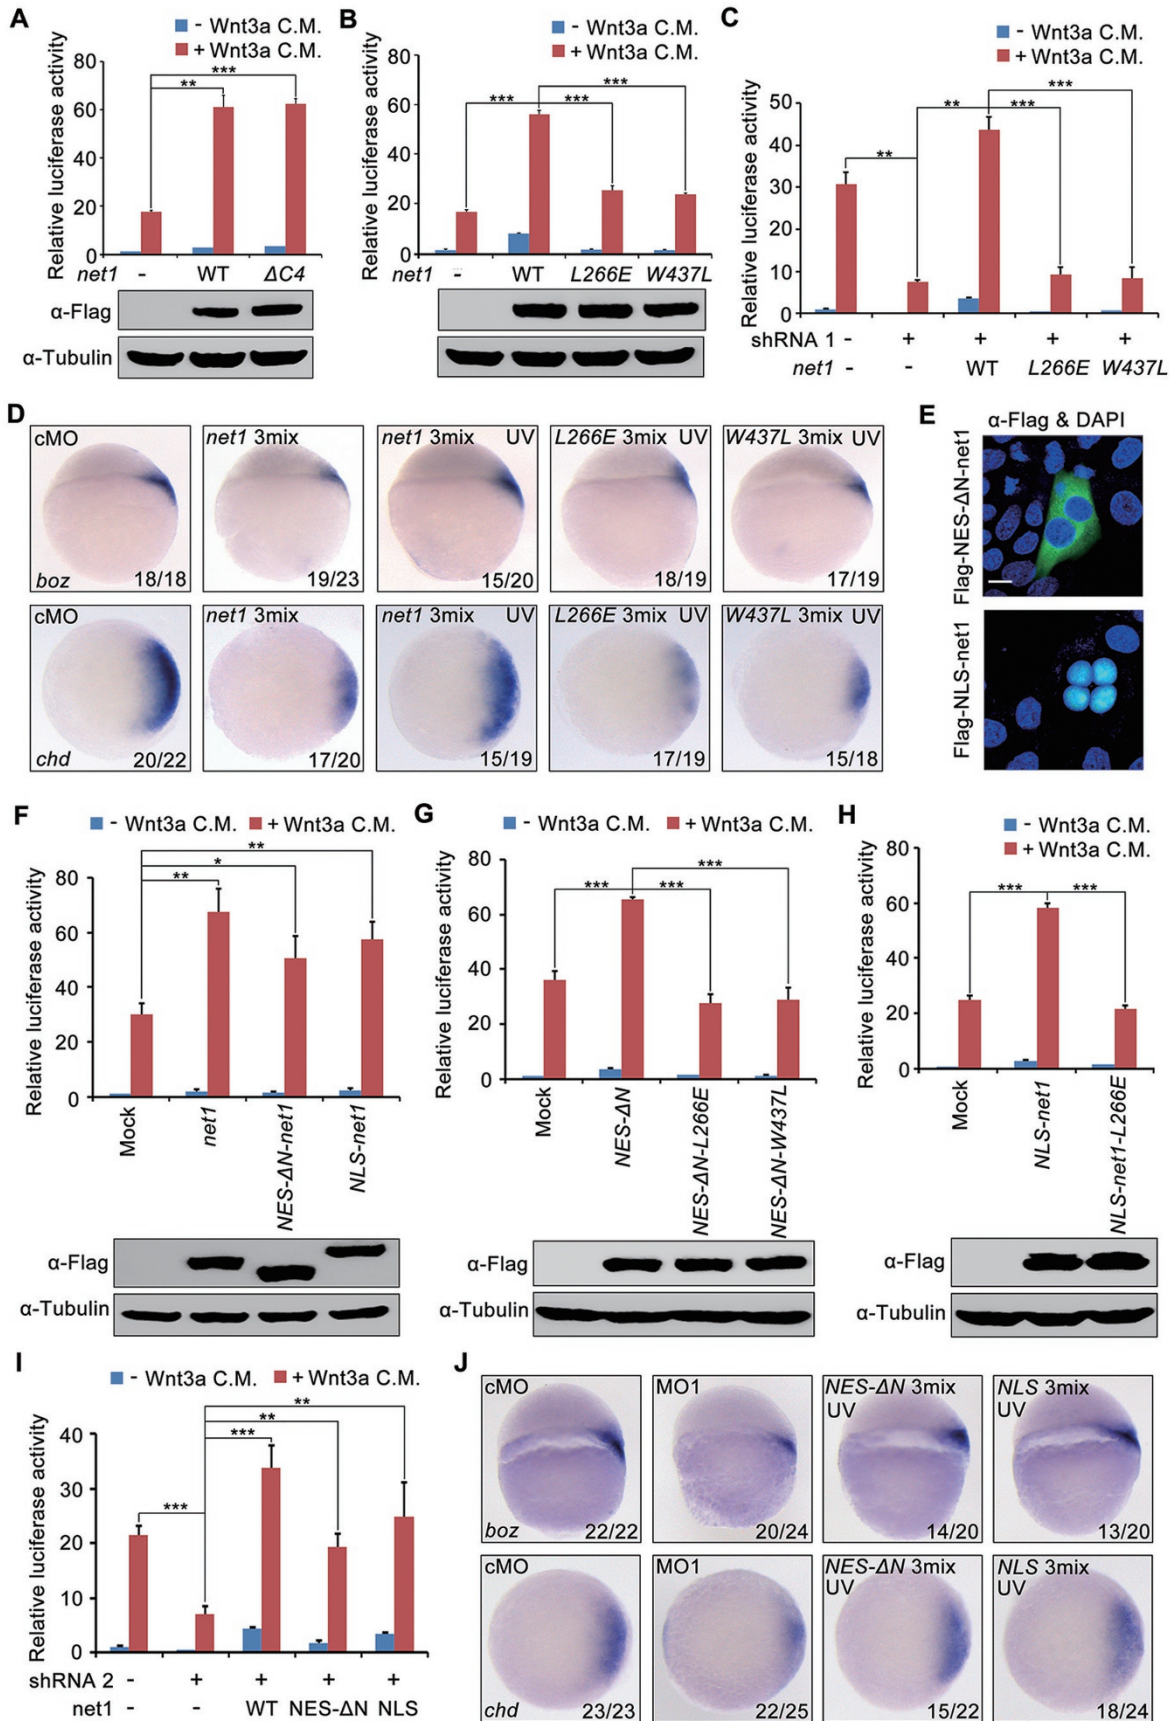 A
- Wnt3a C.M.
+ Wnt3a C.M.
Relative luciferase activity
80
60
40
20
0
** ***
net1 - WT ΔC4
α-Flag
α-Tubulin
B
- Wnt3a C.M.
+ Wnt3a C.M.
Relative luciferase activity
80
60
40
20
0
*** *** ***
net1 - WT L266E W437L
C
- Wnt3a C.M.
+ Wnt3a C.M.
Relative luciferase activity
50
40
30
20
10
0
** ** *** ***
shRNA 1 - + + + +
net1 - - WT L266E W437L
D
cMO
boz 18/18
net1 3mix
19/23
net1 3mix UV
15/20
L266E 3mix UV
18/19
W437L 3mix UV
17/19
cMO
chd 20/22
net1 3mix
17/20
net1 3mix UV
15/19
L266E 3mix UV
17/19
W437L 3mix UV
15/18
E
α-Flag & DAPI
Flag-NES-ΔN-net1
Flag-NLS-net1
F
- Wnt3a C.M. + Wnt3a C.M.
Relative luciferase activity
80
60
40
20
0
** * **
Mock
net1
NES-ΔN-net1
NLS-net1
α-Flag
α-Tubulin
G
- Wnt3a C.M. + Wnt3a C.M.
Relative luciferase activity
80
60
40
20
0
*** *** ***
Mock
NES-ΔN
NES-ΔN-L266E
NES-ΔN-W437L
α-Flag
α-Tubulin
H
- Wnt3a C.M.
+ Wnt3a C.M.
Relative luciferase activity
80
60
40
20
0
*** ***
Mock
NLS-net1
NLS-net1-L266E
α-Flag
α-Tubulin
I
- Wnt3a C.M. + Wnt3a C.M.
Relative luciferase activity
40
30
20
10
0
*** *** ** **
shRNA 2 - + + + +
net1 - - WT NES-ΔN NLS
J
cMO
boz 22/22
MO1
20/24
NES-ΔN 3mix
UV
14/20
NLS 3mix
UV
13/20
cMO
chd 23/23
MO1
22/25
NES-ΔN 3mix
UV
15/22
NLS 3mix
UV
18/24